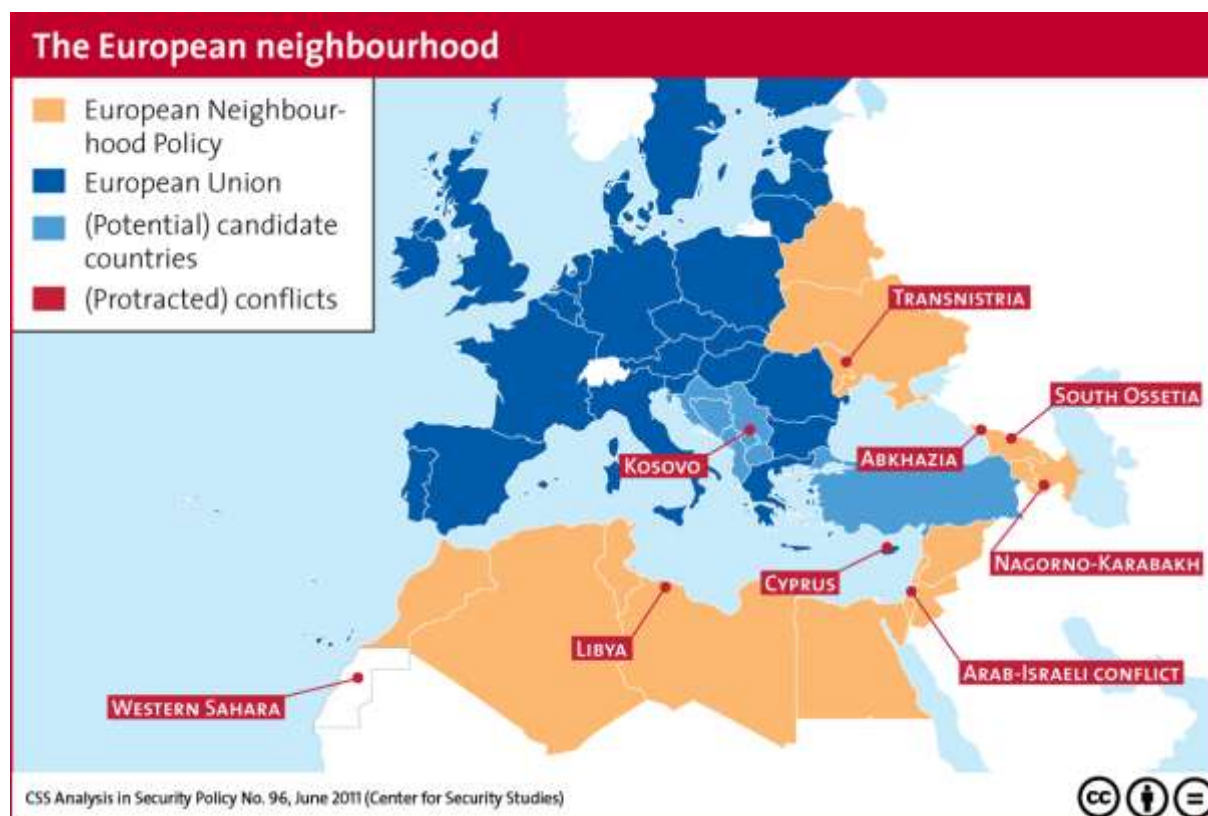 The European neighbourhood
European Neighbour-
hood Policy
European Union
(Potential) candidate
countries
(Protracted) conflicts
TRANSNISTRIA
SOUTH OSSETIA
ABKHAZIA
KOSOVO
NAGORNO-KARABAKH
CYPRUS
LIBYA
ARAB-ISRAELI CONFLICT
WESTERN SAHARA
CSS Analysis in Security Policy No. 96, June 2011 (Center for Security Studies)
cc